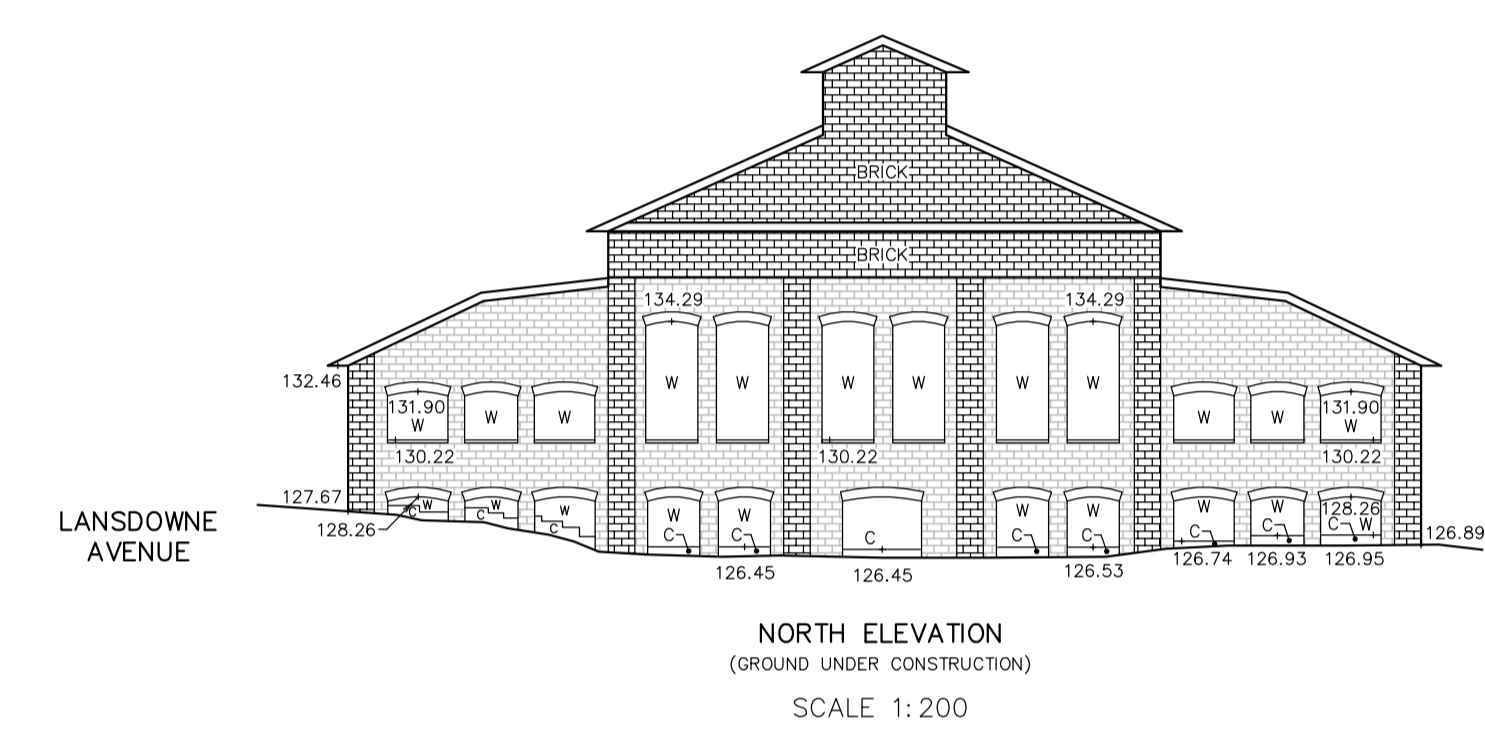 BRICK
BRICK
134.29 134.29
132.46
W W W W W W
131.90 131.90
W W W W W W
130.22 130.22 130.22
127.67
W W W W W W W W W W
C C C C C C C C C C
128.26 128.26
C W
LANSDOWNE
AVENUE
126.89
126.45 126.45 126.53 126.74 126.93 126.95
NORTH ELEVATION
(GROUND UNDER CONSTRUCTION)
SCALE 1:200